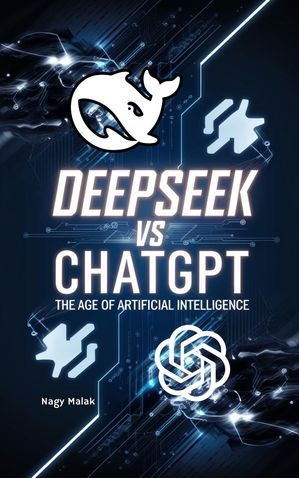 DEEPSEEK
VS
CHATGPT
THE AGE OF ARTIFICIAL INTELLIGENCE
Nagy Malak